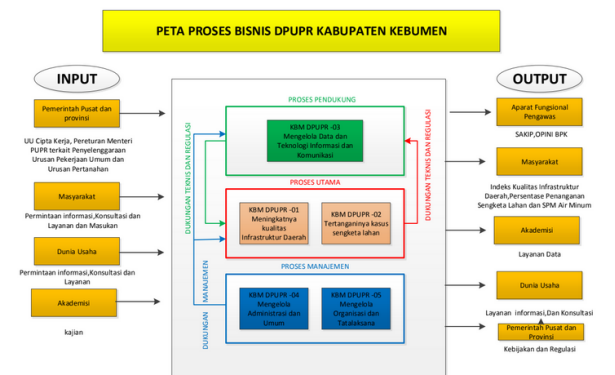 PETA PROSES BISNIS DPUPR KABUPATEN KEBUMEN
INPUT
Pemerintah Pusat dan
provinsi
UU Cipta Kerja, Pereturan Menteri
PUPR terkait Penyelenggaraan
Urusan Pekerjaan Umum dan
Urusan Pertanahan
Masyarakat
Permintaan informasi,Konsultasi dan
Layanan dan Masukan
Dunia Usaha
Permintaan informasi,Konsultasi dan
Layanan
Akademisi
kajian
DUKUNGAN TEKNIS DAN REGULASI
DUKUNGAN MANAJEMEN
PROSES PENDUKUNG
KBM DPUPR -03
Mengelola Data dan
Teknologi Informasi dan
Komunikasi
PROSES UTAMA
KBM DPUPR -01
Meningkatnya
kualitas
Infrastruktur Daerah
KBM DPUPR -02
Tertanganinya kasus
sengketa lahan
PROSES MANAJEMEN
KBM DPUPR -04
Mengelola
Administrasi dan
Umum
KBM DPUPR -05
Mengelola
Organisasi dan
Tatalaksana
DUKUNGAN TEKNIS DAN REGULASI
OUTPUT
Aparat Fungsional
Pengawas
SAKIP,OPINI BPK
Masyarakat
Indeks Kualitas Infrastruktur
Daerah,Persentase Penanganan
Sengketa Lahan dan SPM Air Minum
Akademisi
Layanan Data
Dunia Usaha
Layanan informasi,Dan Konsultasi
Pemerintah Pusat dan
Provinsi
Kebijakan dan Regulasi